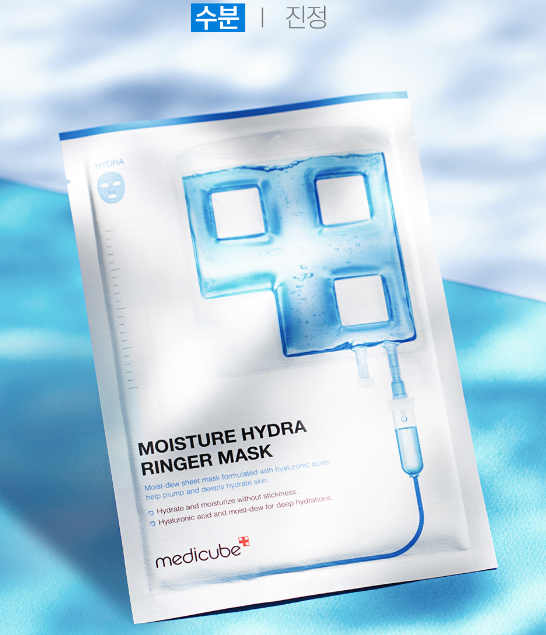 수분 | 진정
HYDRA
MOISTURE HYDRA
RINGER MASK
Moist-dew sheet mask formulated with hyaluronic acids
help plump and deeply hydrate skin
Hydrate and moisturize without stickiness.
Hyaluronic acid and moist-dew for deep hydrations.
medicube